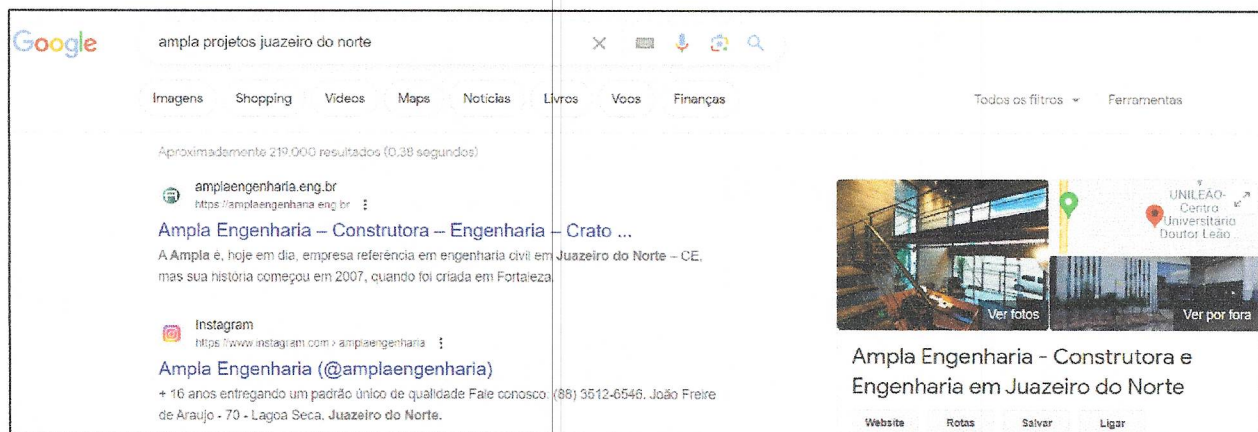 Google
ampla projetos juazeiro do norte
Imagens Shopping Vídeos Maps Notícias Livros Voos Finanças
Todos os filtros Ferramentas
Aproximadamente 219.000 resultados (0,38 segundos)
amplaengenharia.eng.br
https://amplaengenharia.eng.br
Ampla Engenharia – Construtora – Engenharia – Crato ...
A Ampla é, hoje em dia, empresa referência em engenharia civil em Juazeiro do Norte – CE,
mas sua história começou em 2007, quando foi criada em Fortaleza.
Instagram
https://www.instagram.com › amplaengenharia
Ampla Engenharia (@amplaengenharia)
+ 16 anos entregando um padrão único de qualidade Fale conosco: (88) 3512-6546. João Freire
de Araujo - 70 - Lagoa Seca, Juazeiro do Norte.
UNILEÃO-
Centro
Universitário
Doutor Leão ...
Ver fotos
Ver por fora
Ampla Engenharia - Construtora e
Engenharia em Juazeiro do Norte
Website Rotas Salvar Ligar